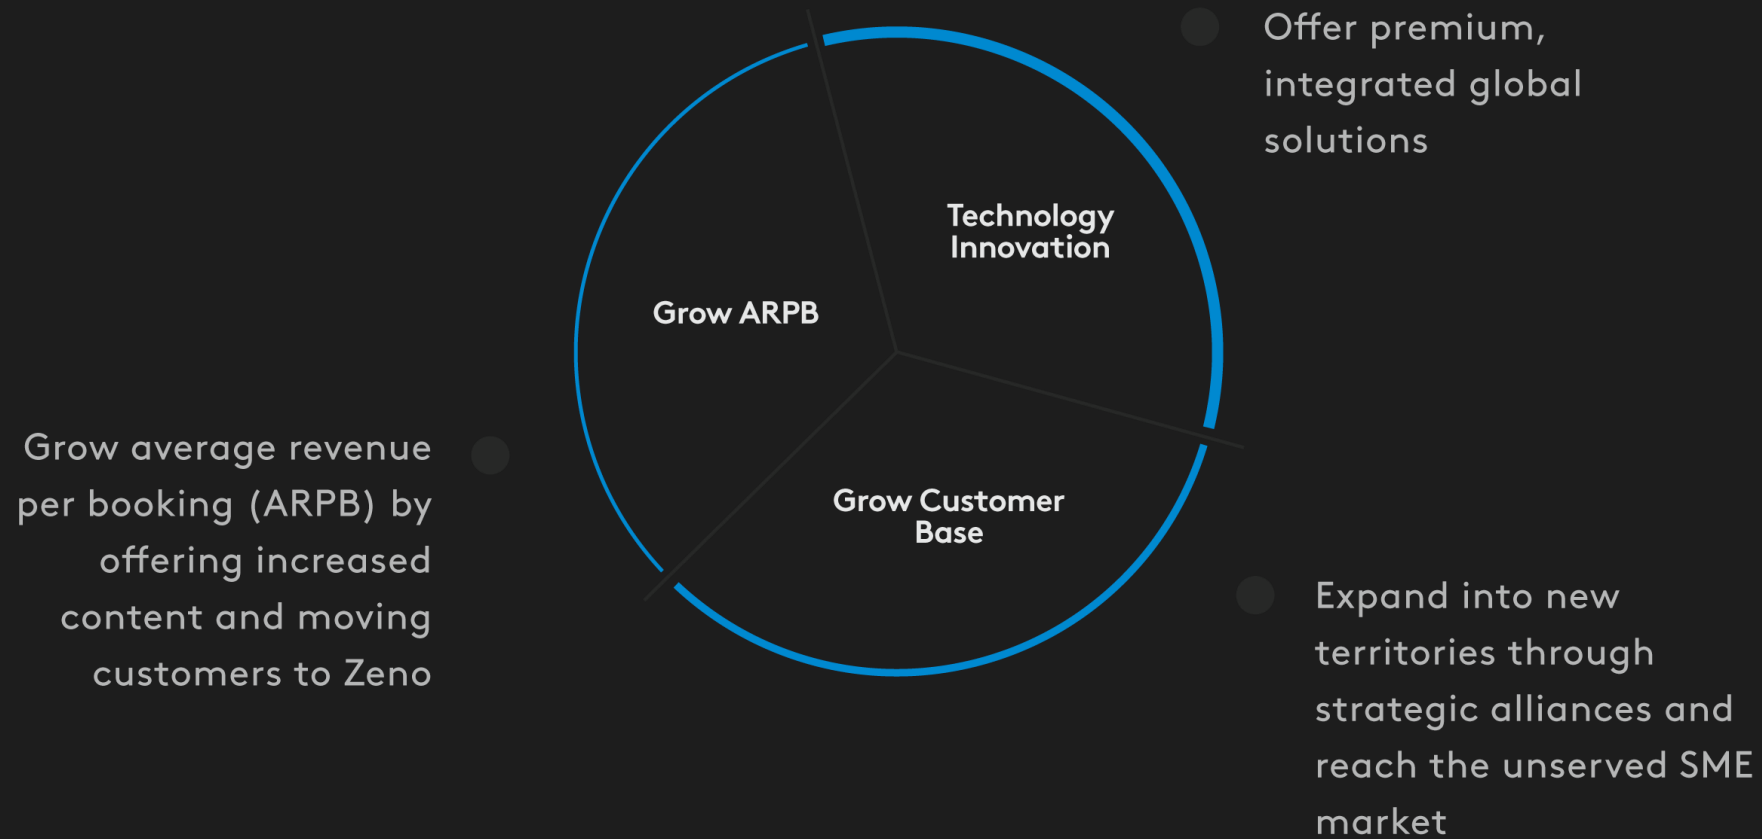 Offer premium,
integrated global
solutions
Technology
Innovation
Grow ARPB
Grow Customer
Base
Grow average revenue
per booking (ARPB) by
offering increased
content and moving
customers to Zeno
Expand into new
territories through
strategic alliances and
reach the unserved SME
market